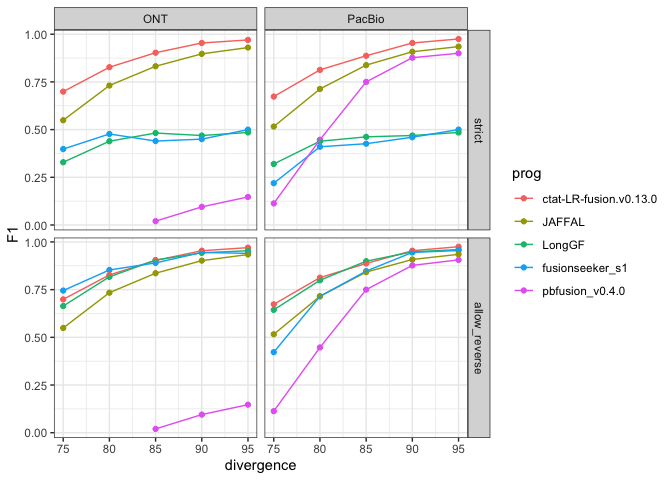 ONT
PacBio
1.00
0.75
0.50
0.25
0.00
strict
1.00
0.75
0.50
0.25
0.00
allow_reverse
F1
75
80
85
90
95
75
80
85
90
95
divergence
prog
ctat-LR-fusion.v0.13.0
JAFFAL
LongGF
fusionseeker_s1
pbfusion_v0.4.0